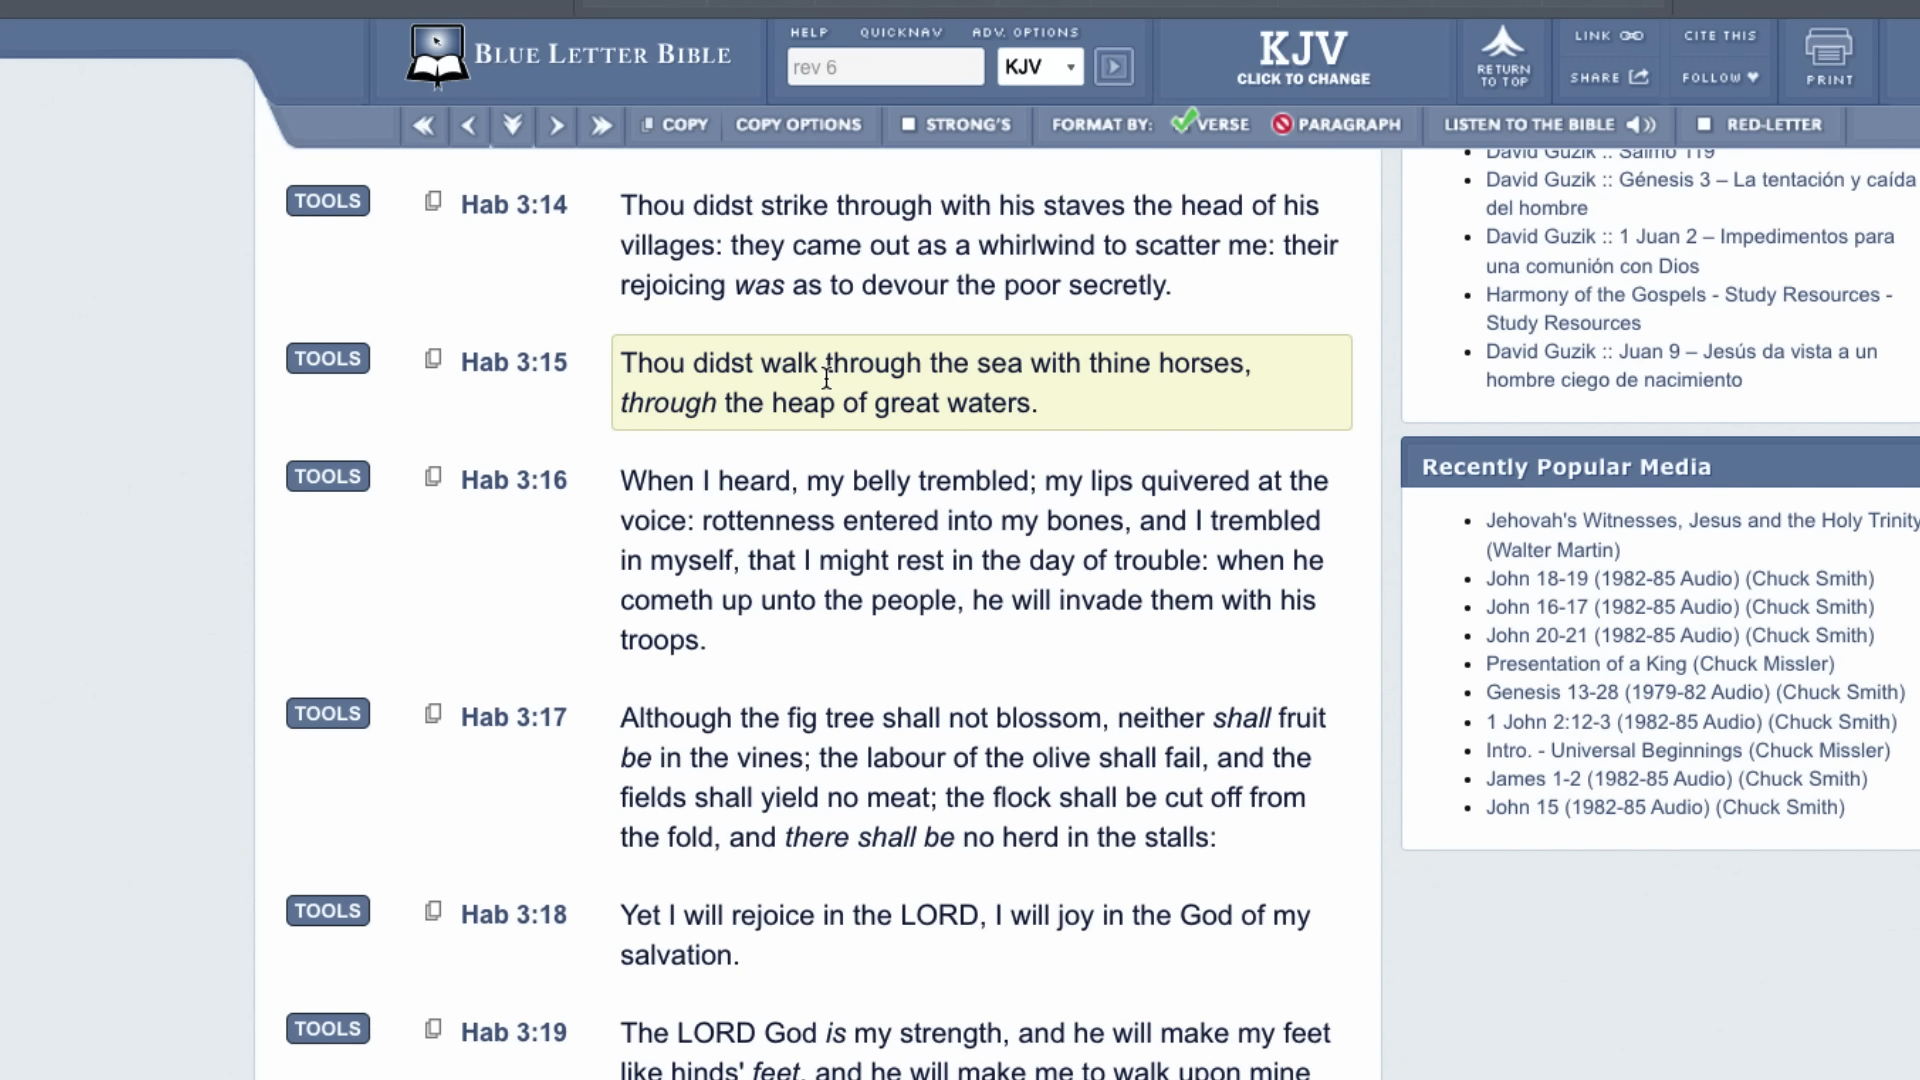 BLUE LETTER BIBLE
HELP QUICKNAV ADV. OPTIONS
rev 6 KJV
KJV
CLICK TO CHANGE
RETURN
TO TOP
LINK
SHARE
CITE THIS
FOLLOW
PRINT
COPY COPY OPTIONS STRONG'S FORMAT BY: VERSE PARAGRAPH LISTEN TO THE BIBLE RED-LETTER
TOOLS Hab 3:14 Thou didst strike through with his staves the head of his
villages: they came out as a whirlwind to scatter me: their
rejoicing was as to devour the poor secretly.
TOOLS Hab 3:15 Thou didst walk through the sea with thine horses,
through the heap of great waters.
TOOLS Hab 3:16 When I heard, my belly trembled; my lips quivered at the
voice: rottenness entered into my bones, and I trembled
in myself, that I might rest in the day of trouble: when he
cometh up unto the people, he will invade them with his
troops.
TOOLS Hab 3:17 Although the fig tree shall not blossom, neither shall fruit
be in the vines; the labour of the olive shall fail, and the
fields shall yield no meat; the flock shall be cut off from
the fold, and there shall be no herd in the stalls:
TOOLS Hab 3:18 Yet I will rejoice in the LORD, I will joy in the God of my
salvation.
TOOLS Hab 3:19 The LORD God is my strength, and he will make my feet
like hinds' feet, and he will make me to walk upon mine
David Guzik :: Salmo 119
David Guzik :: Génesis 3 – La tentación y caída
del hombre
David Guzik :: 1 Juan 2 – Impedimentos para
una comunión con Dios
Harmony of the Gospels - Study Resources -
Study Resources
David Guzik :: Juan 9 – Jesús da vista a un
hombre ciego de nacimiento
Recently Popular Media
Jehovah's Witnesses, Jesus and the Holy Trinity
(Walter Martin)
John 18-19 (1982-85 Audio) (Chuck Smith)
John 16-17 (1982-85 Audio) (Chuck Smith)
John 20-21 (1982-85 Audio) (Chuck Smith)
Presentation of a King (Chuck Missler)
Genesis 13-28 (1979-82 Audio) (Chuck Smith)
1 John 2:12-3 (1982-85 Audio) (Chuck Smith)
Intro. - Universal Beginnings (Chuck Missler)
James 1-2 (1982-85 Audio) (Chuck Smith)
John 15 (1982-85 Audio) (Chuck Smith)